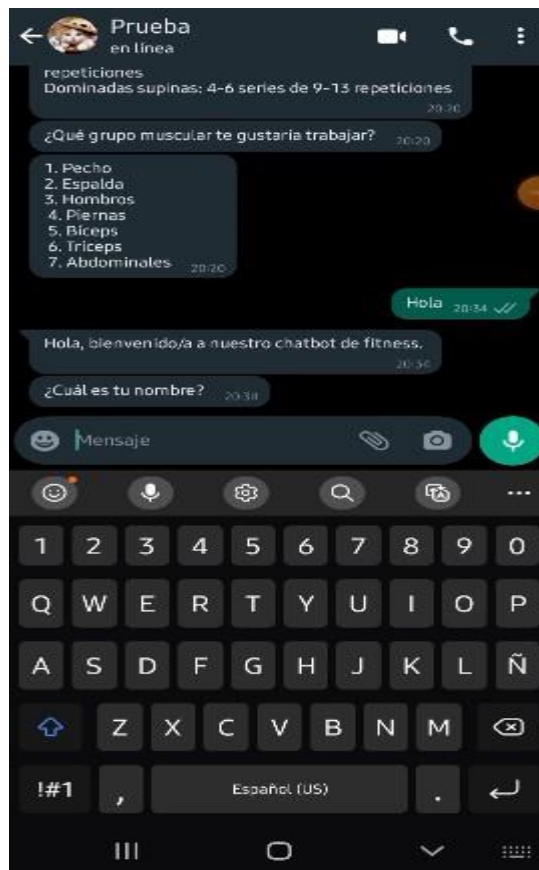 Prueba
en línea
repeticiones
Dominadas supinas: 4-6 series de 9-13 repeticiones
20:20
¿Qué grupo muscular te gustaria trabajar? 20:20
1. Pecho
2. Espalda
3. Hombros
4. Piernas
5. Biceps
6. Triceps
7. Abdominales 20:20
Hola 20:34
Hola, bienvenido/a a nuestro chatbot de fitness.
20:34
¿Cuál es tu nombre? 20:34
Mensaje
1 2 3 4 5 6 7 8 9 0
Q W E R T Y U I O P
A S D F G H J K L Ñ
Z X C V B N M
!#1 , Español (US) .